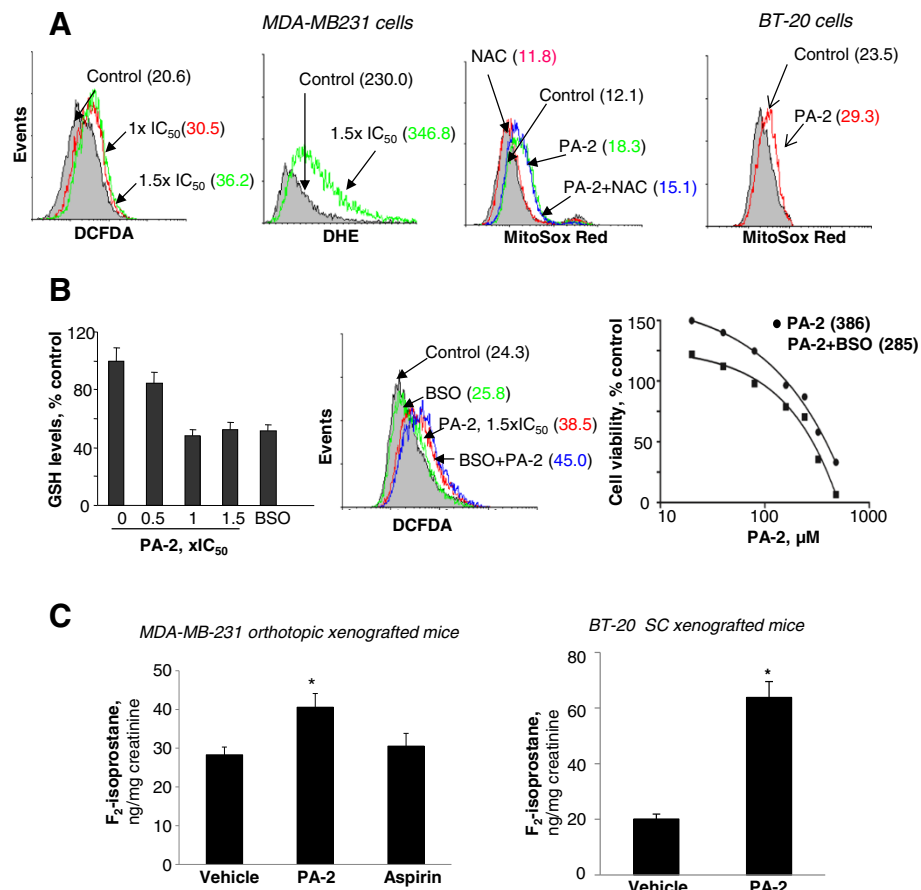 A
MDA-MB231 cells
BT-20 cells
Events
Control (20.6)
1x IC50(30.5)
1.5x IC50 (36.2)
DCFDA
Control (230.0)
1.5x IC50 (346.8)
DHE
NAC (11.8)
Control (12.1)
PA-2 (18.3)
PA-2+NAC (15.1)
MitoSox Red
Control (23.5)
PA-2 (29.3)
MitoSox Red
B
GSH levels, % control
120
80
40
0
0 0.5 1 1.5 BSO
PA-2, xIC50
Events
Control (24.3)
BSO (25.8)
PA-2, 1.5xIC50 (38.5)
BSO+PA-2 (45.0)
DCFDA
Cell viability, % control
150
100
50
0
PA-2 (386)
PA-2+BSO (285)
10 100 1000
PA-2, µM
C
MDA-MB-231 orthotopic xenografted mice
F2-isoprostane,
ng/mg creatinine
50
40
30
20
10
0
*
Vehicle PA-2 Aspirin
BT-20 SC xenografted mice
F2-isoprostane,
ng/mg creatinine
80
60
40
20
0
*
Vehicle PA-2